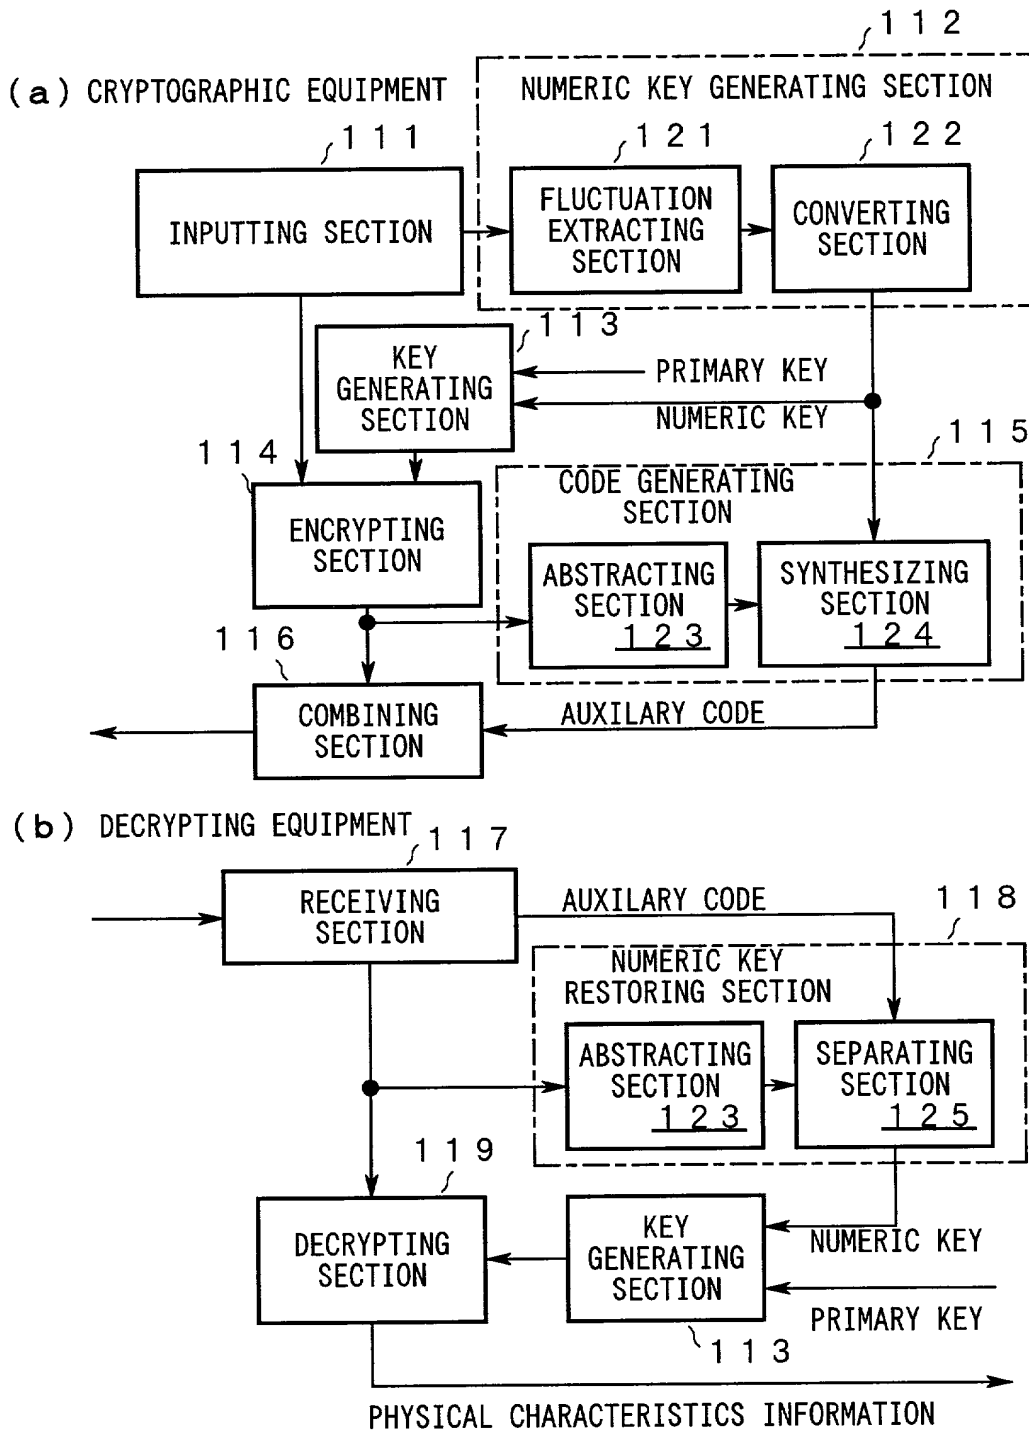 112
(a) CRYPTOGRAPHIC EQUIPMENT
NUMERIC KEY GENERATING SECTION
111
121
122
INPUTTING SECTION
FLUCTUATION
EXTRACTING
SECTION
CONVERTING
SECTION
113
KEY
GENERATING
SECTION
PRIMARY KEY
NUMERIC KEY
114
115
CODE GENERATING
SECTION
ENCRYPTING
SECTION
ABSTRACTING
SECTION
123
SYNTHESIZING
SECTION
124
116
COMBINING
SECTION
AUXILARY CODE
(b) DECRYPTING EQUIPMENT
117
RECEIVING
SECTION
AUXILARY CODE
118
NUMERIC KEY
RESTORING SECTION
ABSTRACTING
SECTION
123
SEPARATING
SECTION
125
119
DECRYPTING
SECTION
KEY
GENERATING
SECTION
NUMERIC KEY
PRIMARY KEY
113
PHYSICAL CHARACTERISTICS INFORMATION